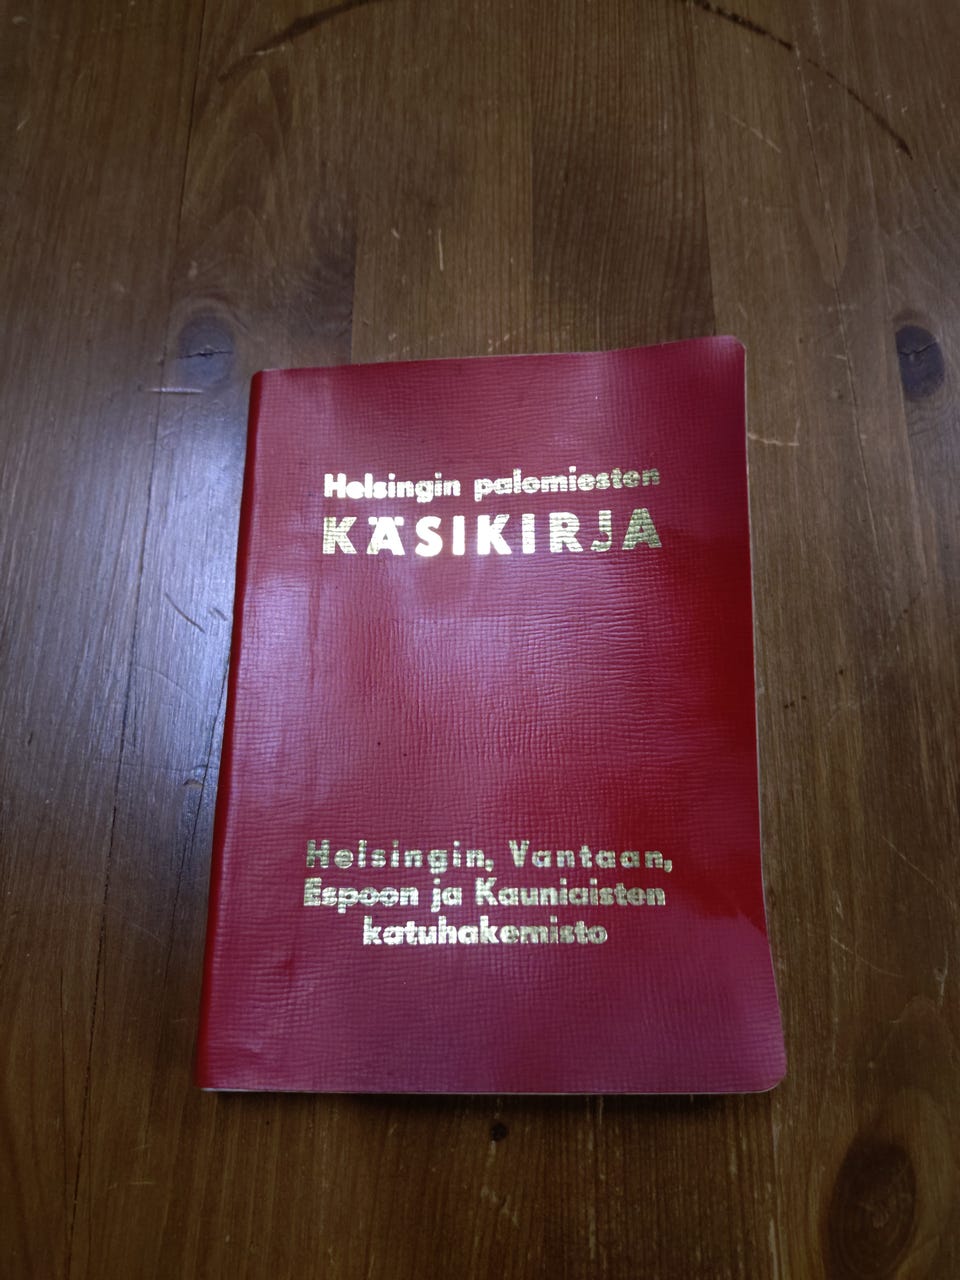 Helsingin palomiesten
KÄSIKIRJA
Helsingin, Vantaan,
Espoon ja Kauniaisten
katuhakemisto